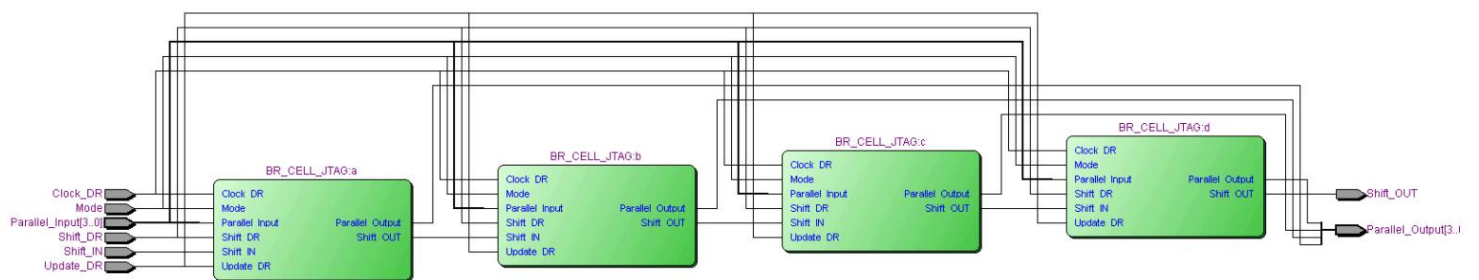 BR_CELL_JTAG:a
BR_CELL_JTAG:b
BR_CELL_JTAG:c
BR_CELL_JTAG:d
Clock_DR
Mode
Parallel_Input[3..0]
Shift_DR
Shift_IN
Update_DR
Clock DR
Mode
Parallel Input Parallel Output
Shift DR Shift OUT
Shift IN
Update DR
Clock DR
Mode
Parallel Input Parallel Output
Shift DR Shift OUT
Shift IN
Update DR
Clock DR
Mode
Parallel Input Parallel Output
Shift DR Shift OUT
Shift IN
Update DR
Clock DR
Mode
Parallel Input Parallel Output
Shift DR Shift OUT
Shift IN
Update DR
Shift_OUT
Parallel_Output[3..